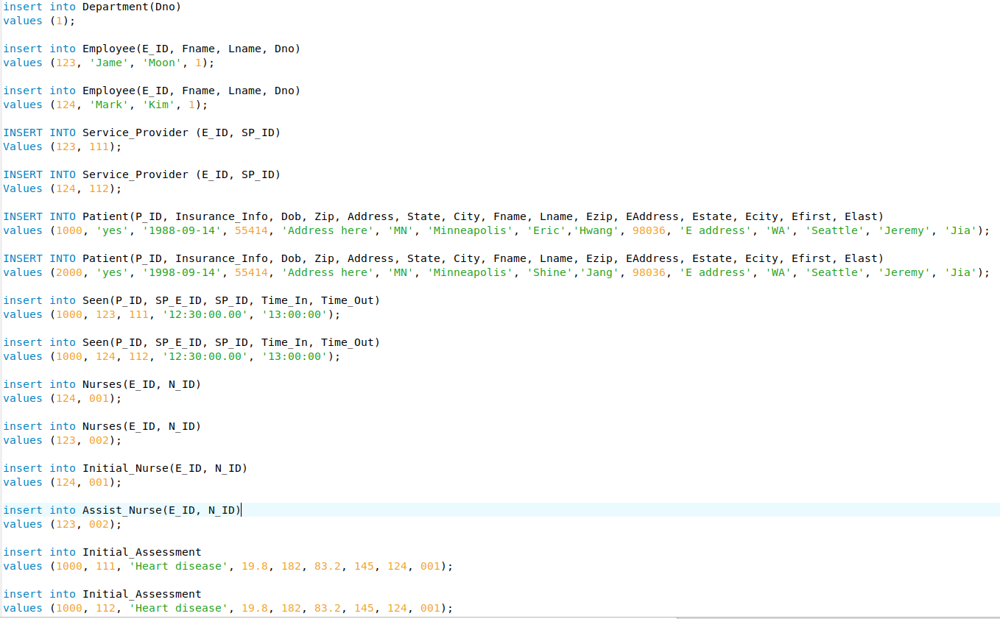 insert into Department(Dno)
values (1);
insert into Employee(E_ID, Fname, Lname, Dno)
values (123, 'Jame', 'Moon', 1);
insert into Employee(E_ID, Fname, Lname, Dno)
values (124, 'Mark', 'Kim', 1);
INSERT INTO Service_Provider (E_ID, SP_ID)
Values (123, 111);
INSERT INTO Service_Provider (E_ID, SP_ID)
Values (124, 112);
INSERT INTO Patient(P_ID, Insurance_Info, Dob, Zip, Address, State, City, Fname, Lname, Ezip, EAddress, Estate, Ecity, Efirst, Elast)
values (1000, 'yes', '1988-09-14', 55414, 'Address here', 'MN', 'Minneapolis', 'Eric','Hwang', 98036, 'E address', 'WA', 'Seattle', 'Jeremy', 'Jia');
INSERT INTO Patient(P_ID, Insurance_Info, Dob, Zip, Address, State, City, Fname, Lname, Ezip, EAddress, Estate, Ecity, Efirst, Elast)
values (2000, 'yes', '1998-09-14', 55414, 'Address here', 'MN', 'Minneapolis', 'Shine','Jang', 98036, 'E address', 'WA', 'Seattle', 'Jeremy', 'Jia');
insert into Seen(P_ID, SP_E_ID, SP_ID, Time_In, Time_Out)
values (1000, 123, 111, '12:30:00.00', '13:00:00');
insert into Seen(P_ID, SP_E_ID, SP_ID, Time_In, Time_Out)
values (1000, 124, 112, '12:30:00.00', '13:00:00');
insert into Nurses(E_ID, N_ID)
values (124, 001);
insert into Nurses(E_ID, N_ID)
values (123, 002);
insert into Initial_Nurse(E_ID, N_ID)
values (124, 001);
insert into Assist_Nurse(E_ID, N_ID)
values (123, 002);
insert into Initial_Assessment
values (1000, 111, 'Heart disease', 19.8, 182, 83.2, 145, 124, 001);
insert into Initial_Assessment
values (1000, 112, 'Heart disease', 19.8, 182, 83.2, 145, 124, 001);